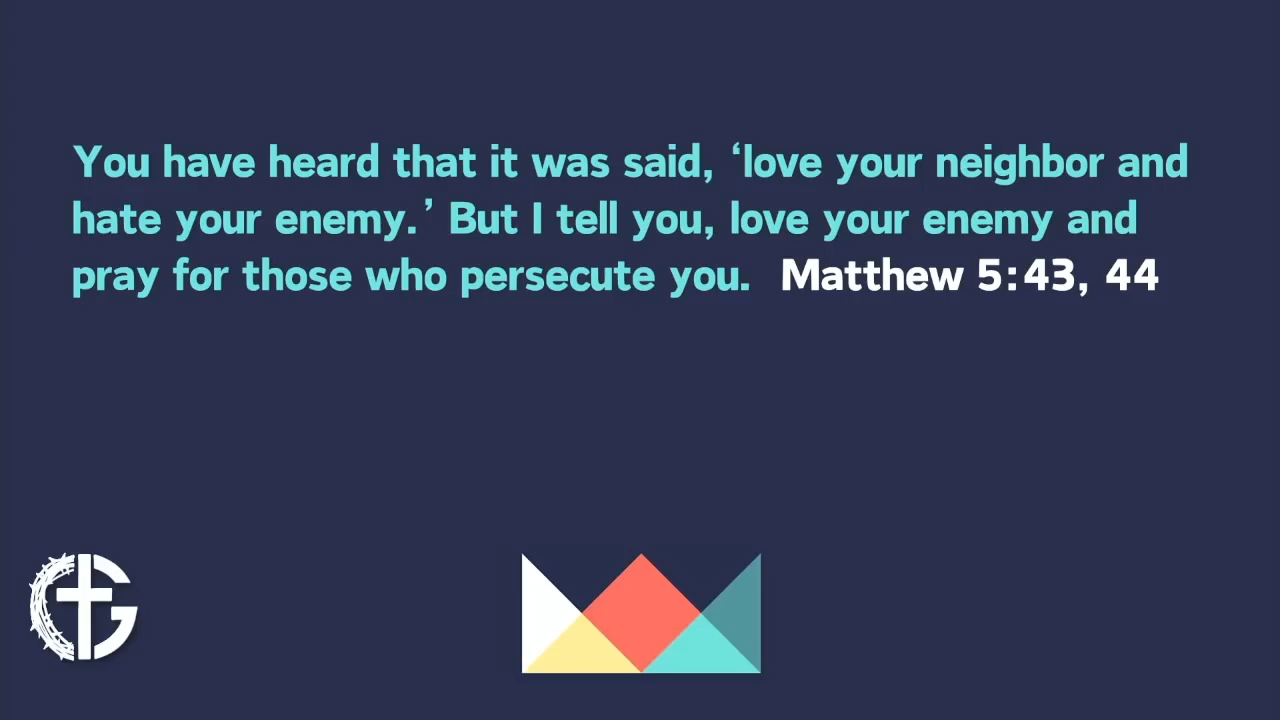 You have heard that it was said, ‘love your neighbor and
hate your enemy.’ But I tell you, love your enemy and
pray for those who persecute you. Matthew 5:43, 44